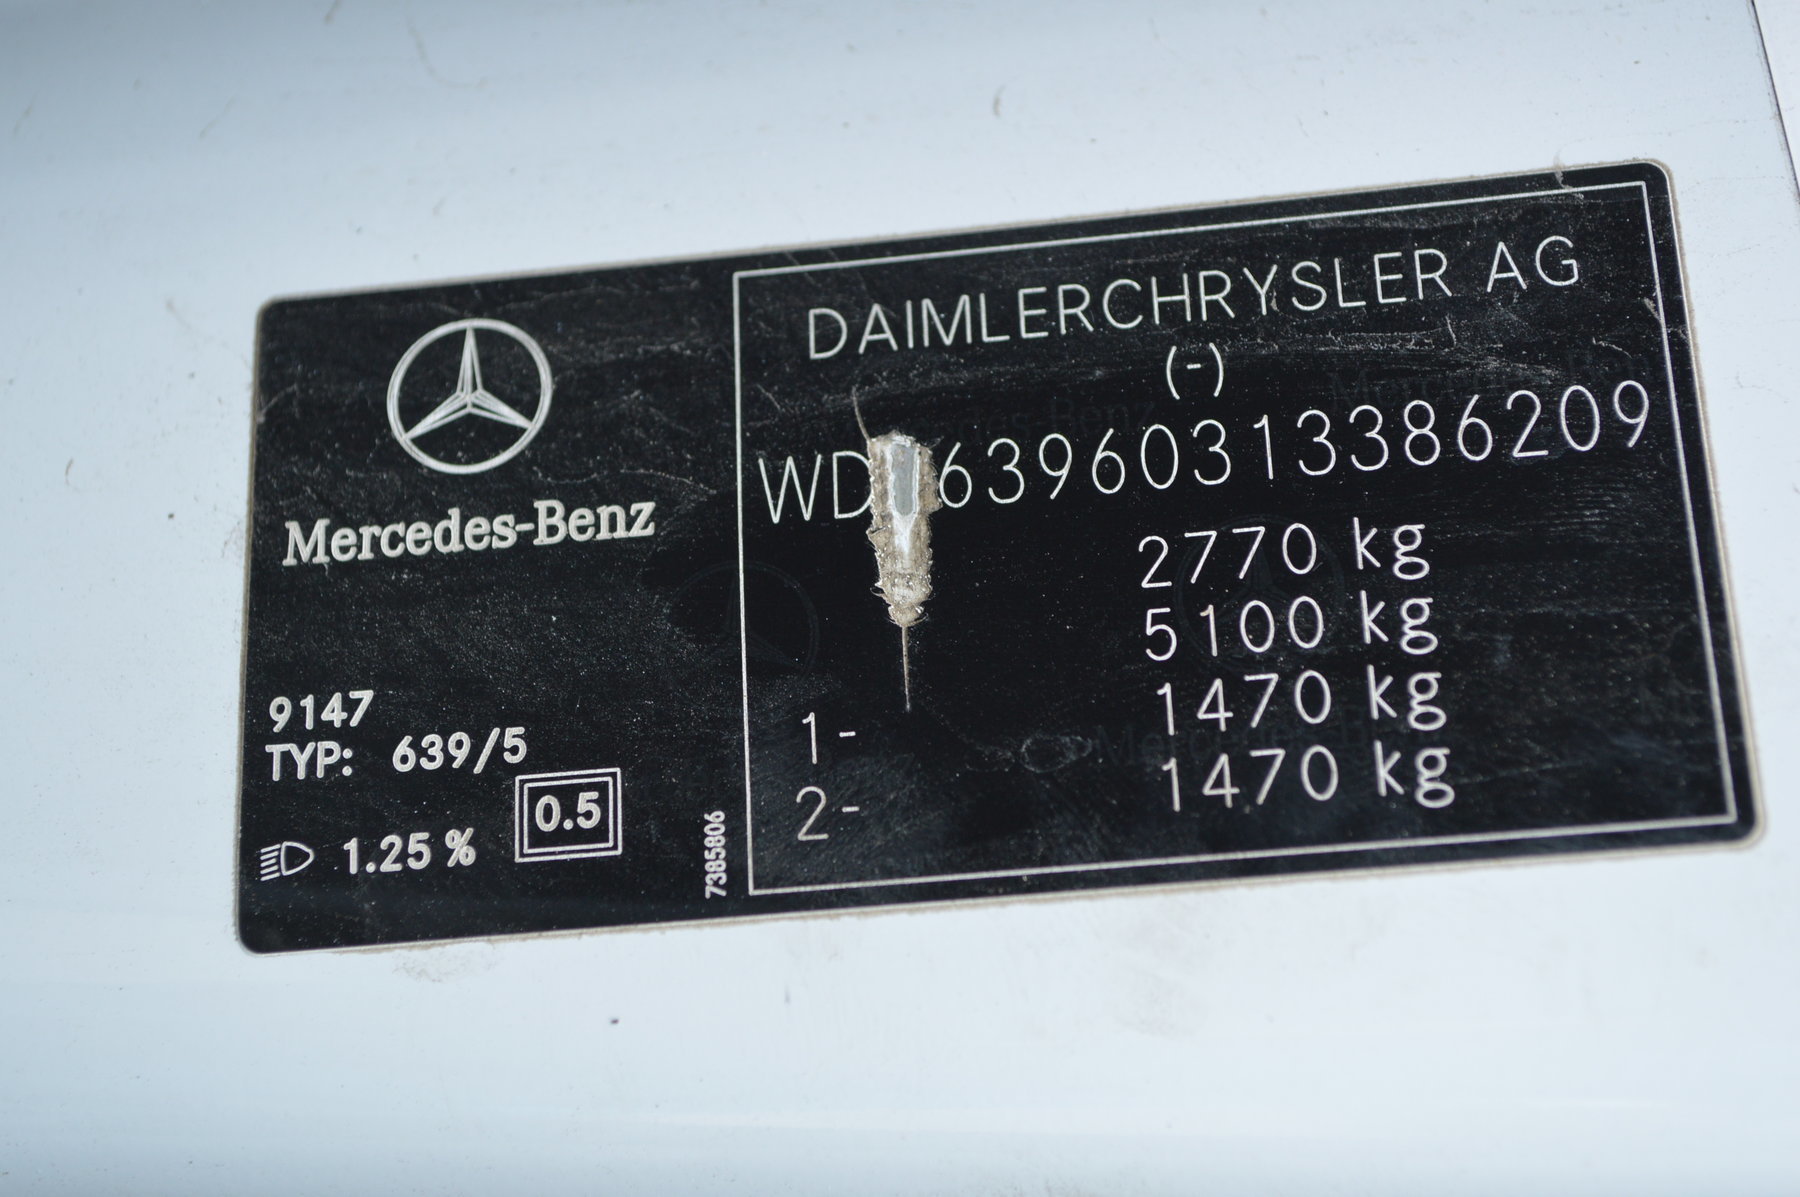 Mercedes-Benz
9147
TYP: 639/5
1.25 %
0.5
7385806
DAIMLERCHRYSLER AG
(-)
WD 63960313386209
2770 kg
5100 kg
1- 1470 kg
2- 1470 kg